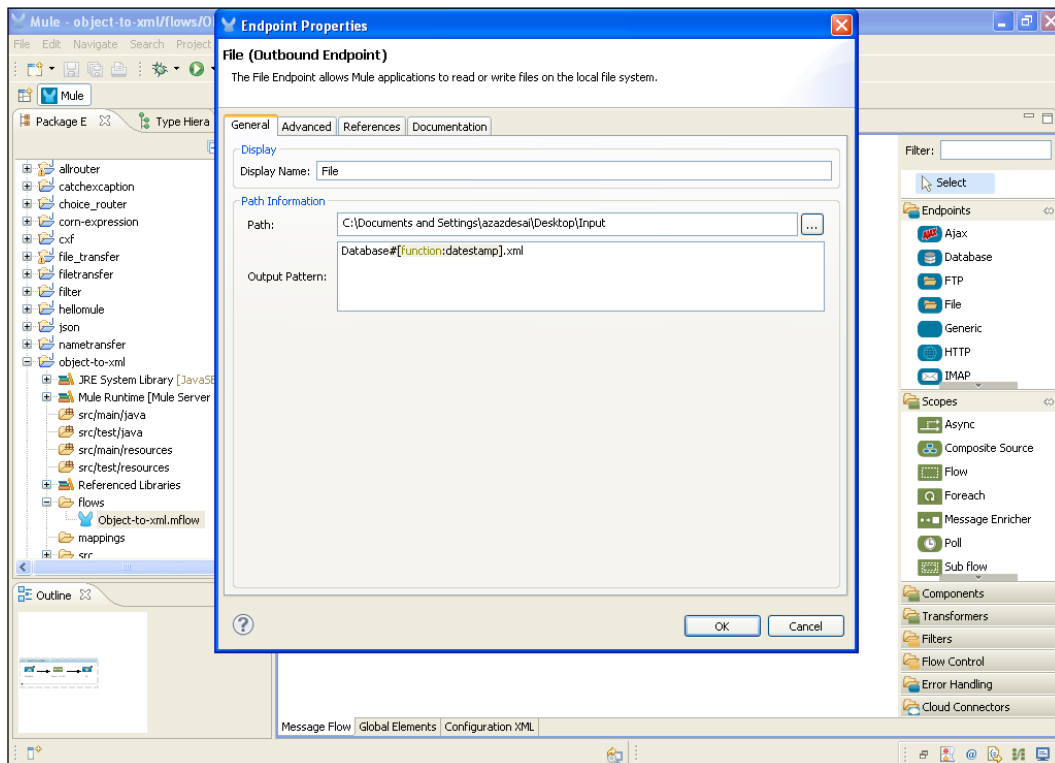 Mule - object-to-xml/flows/O
Endpoint Properties
File Edit Navigate Search Project
File (Outbound Endpoint)
The File Endpoint allows Mule applications to read or write files on the local file system.
Mule
Package E
Type Hiera
General
Advanced
References
Documentation
Display
Display Name:
File
Path Information
Path:
C:\Documents and Settings\azazdesai\Desktop\Input
...
Output Pattern:
Database#[function:datestamp].xml
OK
Cancel
allrouter
catchexcaption
choice_router
corn-expression
cxf
file_transfer
filetransfer
filter
hellomule
json
nametransfer
object-to-xml
JRE System Library [JavaSE
Mule Runtime [Mule Server
src/main/java
src/test/java
src/main/resources
src/test/resources
Referenced Libraries
flows
Object-to-xml.mflow
mappings
src
Outline
Filter:
Select
Endpoints
Ajax
Database
FTP
File
Generic
HTTP
IMAP
Scopes
Async
Composite Source
Flow
Foreach
Message Enricher
Poll
Sub flow
Components
Transformers
Filters
Flow Control
Error Handling
Cloud Connectors
Message Flow
Global Elements
Configuration XML